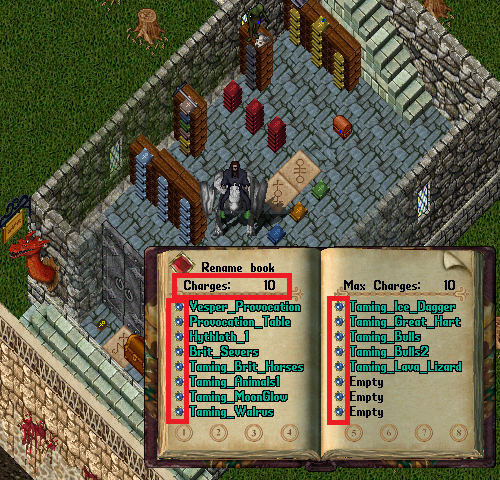 Rename book
Charges: 10
Vesper_Provocation
Provocation_Table
Hythloth_1
Brit_Severs
Taming_Brit_Horses
Taming_Animals1
Taming_MoonGlow
Taming_Walrus
1 2 3 4
Max Charges: 10
Taming_Ice_Dagger
Taming_Great_Hart
Taming_Bulls
Taming_Bulls2
Taming_Lava_Lizard
Empty
Empty
Empty
5 6 7 8